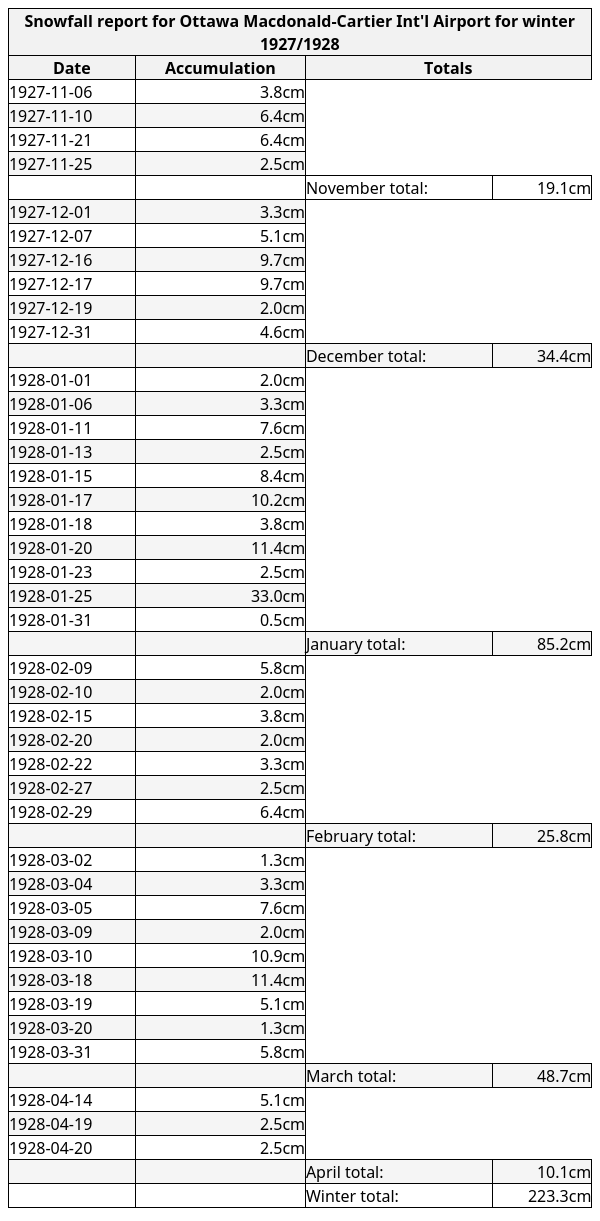 Snowfall report for Ottawa Macdonald-Cartier Int'l Airport for winter
1927/1928
Date Accumulation Totals
1927-11-06 3.8cm
1927-11-10 6.4cm
1927-11-21 6.4cm
1927-11-25 2.5cm
November total: 19.1cm
1927-12-01 3.3cm
1927-12-07 5.1cm
1927-12-16 9.7cm
1927-12-17 9.7cm
1927-12-19 2.0cm
1927-12-31 4.6cm
December total: 34.4cm
1928-01-01 2.0cm
1928-01-06 3.3cm
1928-01-11 7.6cm
1928-01-13 2.5cm
1928-01-15 8.4cm
1928-01-17 10.2cm
1928-01-18 3.8cm
1928-01-20 11.4cm
1928-01-23 2.5cm
1928-01-25 33.0cm
1928-01-31 0.5cm
January total: 85.2cm
1928-02-09 5.8cm
1928-02-10 2.0cm
1928-02-15 3.8cm
1928-02-20 2.0cm
1928-02-22 3.3cm
1928-02-27 2.5cm
1928-02-29 6.4cm
February total: 25.8cm
1928-03-02 1.3cm
1928-03-04 3.3cm
1928-03-05 7.6cm
1928-03-09 2.0cm
1928-03-10 10.9cm
1928-03-18 11.4cm
1928-03-19 5.1cm
1928-03-20 1.3cm
1928-03-31 5.8cm
March total: 48.7cm
1928-04-14 5.1cm
1928-04-19 2.5cm
1928-04-20 2.5cm
April total: 10.1cm
Winter total: 223.3cm